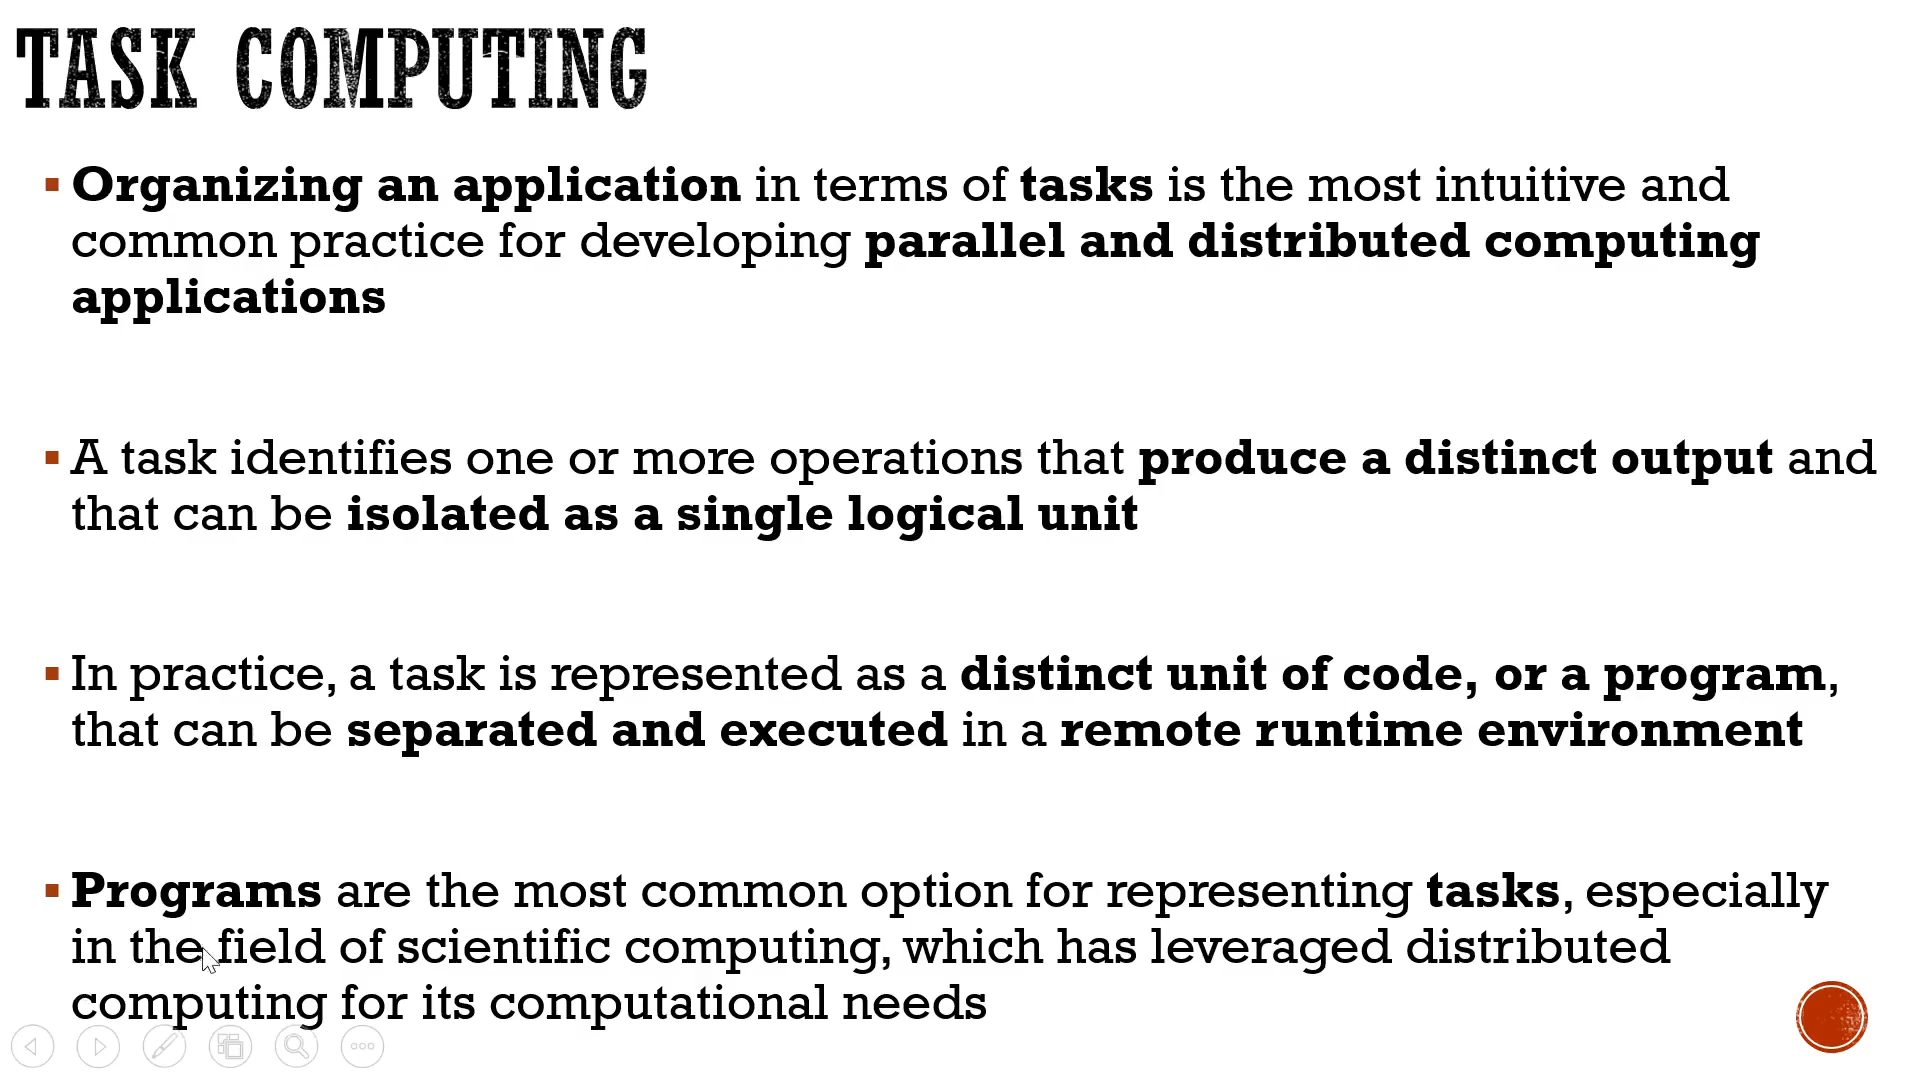 TASK COMPUTING
▪ Organizing an application in terms of tasks is the most intuitive and
common practice for developing parallel and distributed computing
applications
▪ A task identifies one or more operations that produce a distinct output and
that can be isolated as a single logical unit
▪ In practice, a task is represented as a distinct unit of code, or a program,
that can be separated and executed in a remote runtime environment
▪ Programs are the most common option for representing tasks, especially
in the field of scientific computing, which has leveraged distributed
computing for its computational needs